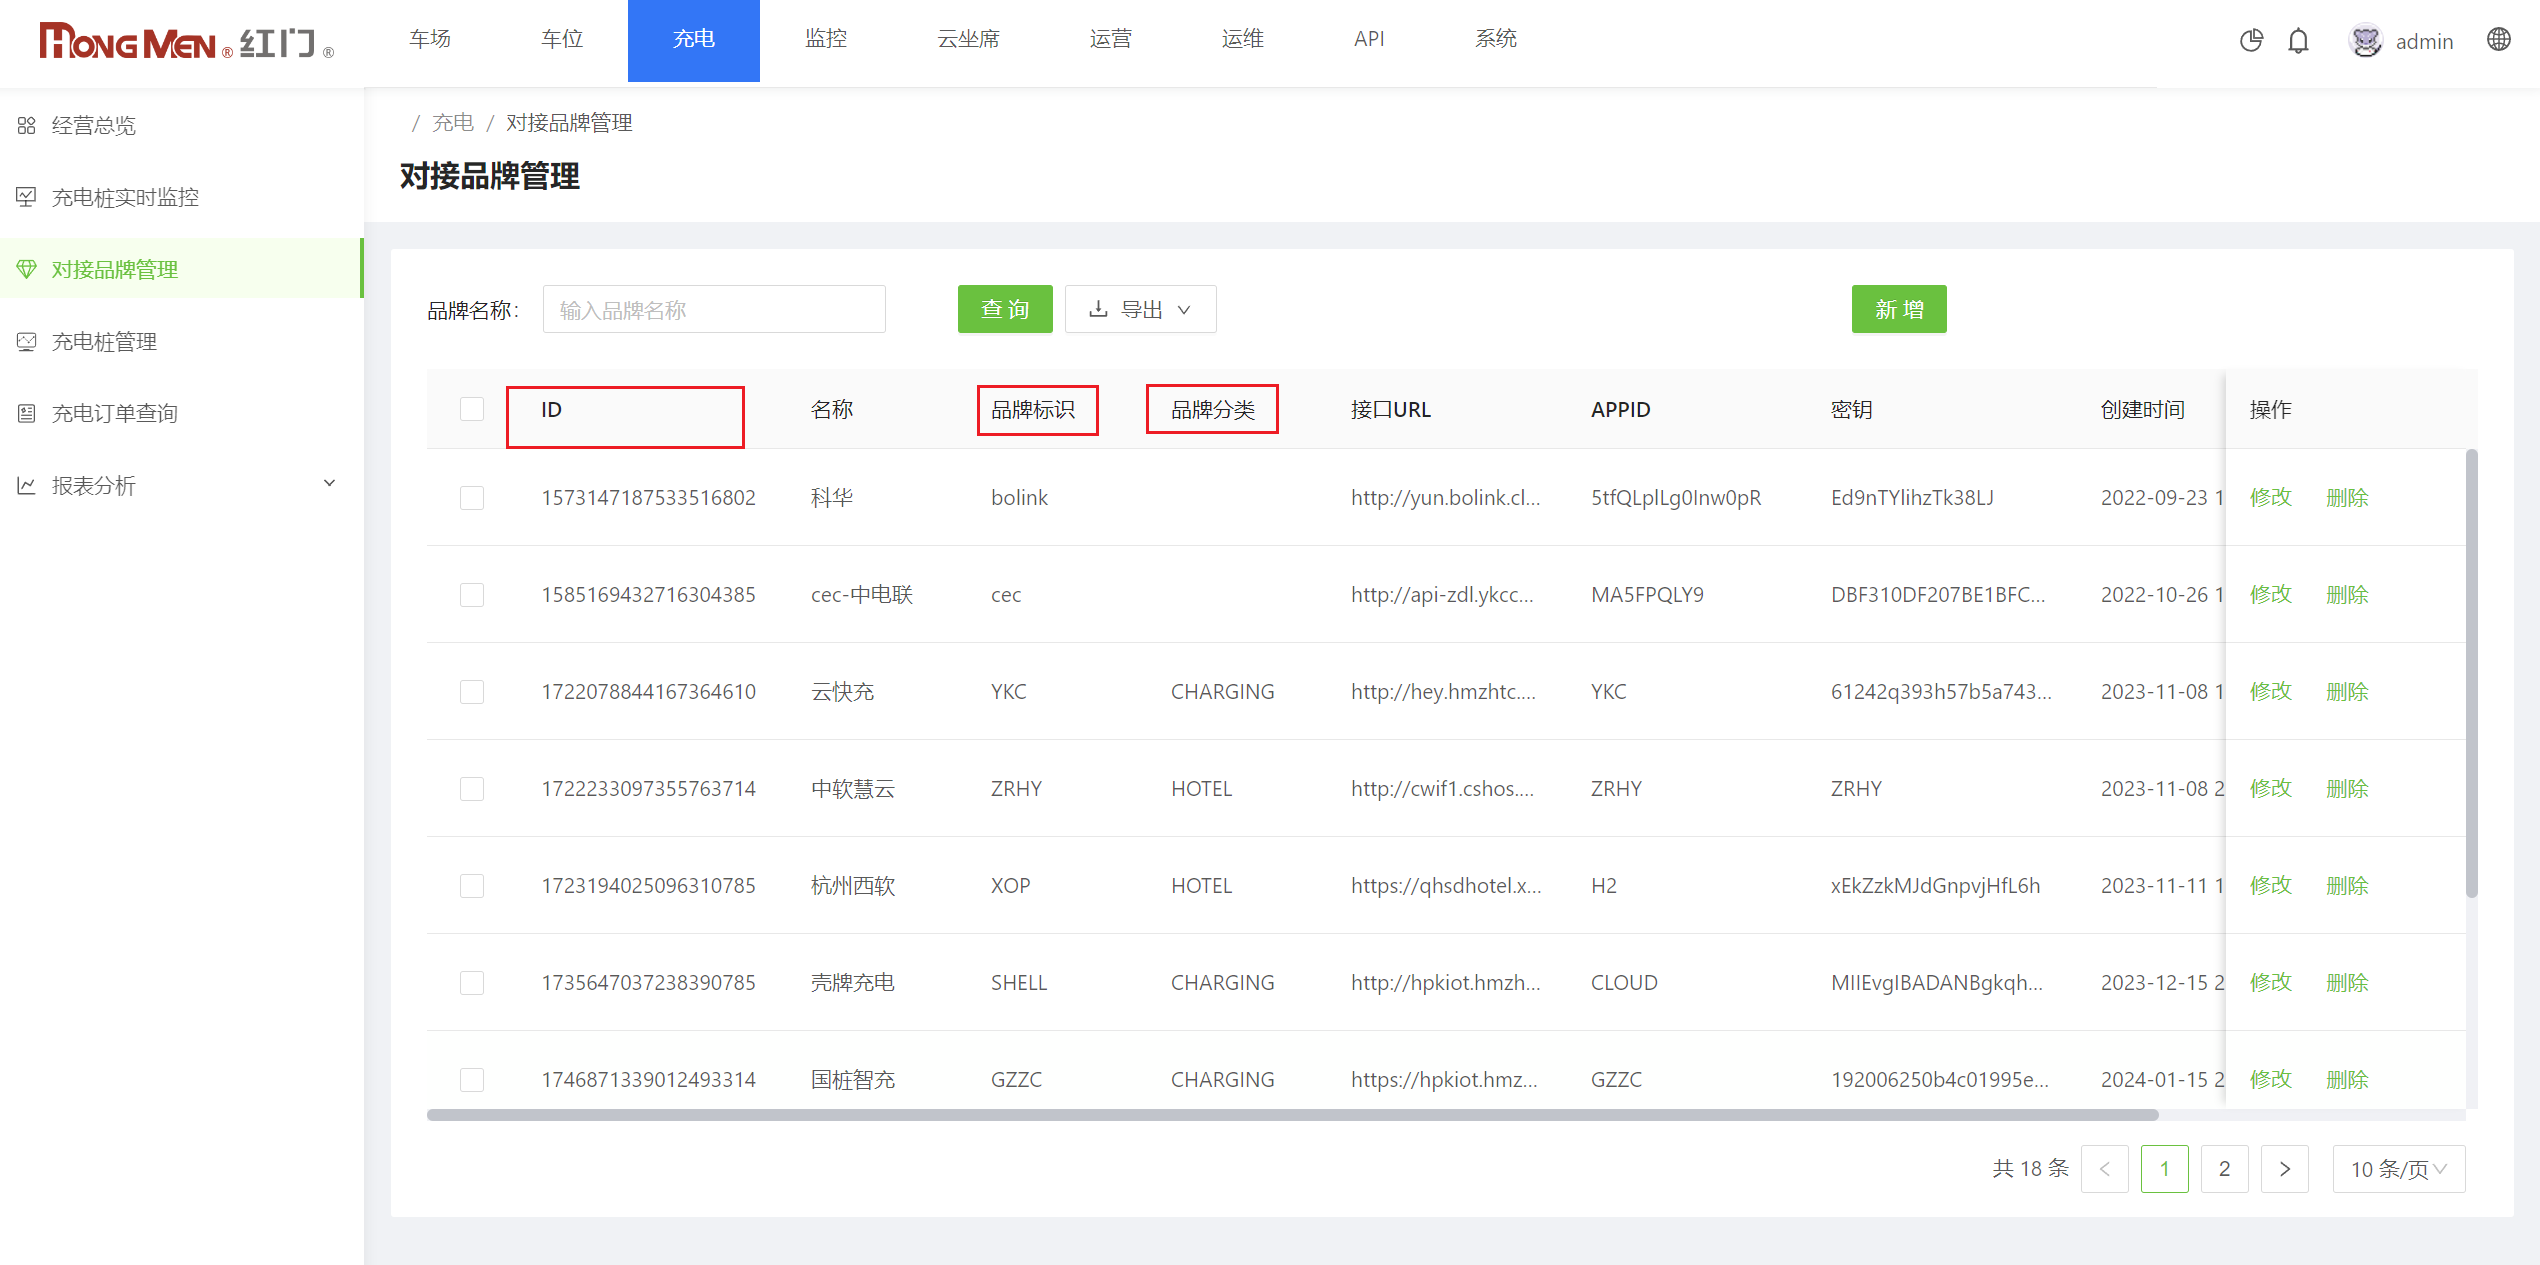 HONGMEN® 红门®
车场 车位 充电 监控 云坐席 运营 运维 API 系统 admin
经营总览
充电桩实时监控
对接品牌管理
充电桩管理
充电订单查询
报表分析
/ 充电 / 对接品牌管理
对接品牌管理
品牌名称: 输入品牌名称 查 询 导出 新 增
ID 名称 品牌标识 品牌分类 接口URL APPID 密钥 创建时间 操作
1573147187533516802 科华 bolink http://yun.bolink.cl... 5tfQLplLg0Inw0pR Ed9nTYlihzTk38LJ 2022-09-23 1 修改 删除
1585169432716304385 cec-中电联 cec http://api-zdl.ykcc... MA5FPQLY9 DBF310DF207BE1BFC... 2022-10-26 1 修改 删除
1722078844167364610 云快充 YKC CHARGING http://hey.hmzhtc.... YKC 61242q393h57b5a743... 2023-11-08 1 修改 删除
1722233097355763714 中软慧云 ZRHY HOTEL http://cwif1.cshos.... ZRHY ZRHY 2023-11-08 2 修改 删除
1723194025096310785 杭州西软 XOP HOTEL https://qhsdhotel.x... H2 xEkZzkMJdGnpvjHfL6h 2023-11-11 1 修改 删除
1735647037238390785 壳牌充电 SHELL CHARGING http://hpkiot.hmzh... CLOUD MIIEvgIBADANBgkqh... 2023-12-15 2 修改 删除
1746871339012493314 国桩智充 GZZC CHARGING https://hpkiot.hmz... GZZC 192006250b4c01995e... 2024-01-15 2 修改 删除
共 18 条 < 1 2 > 10 条/页